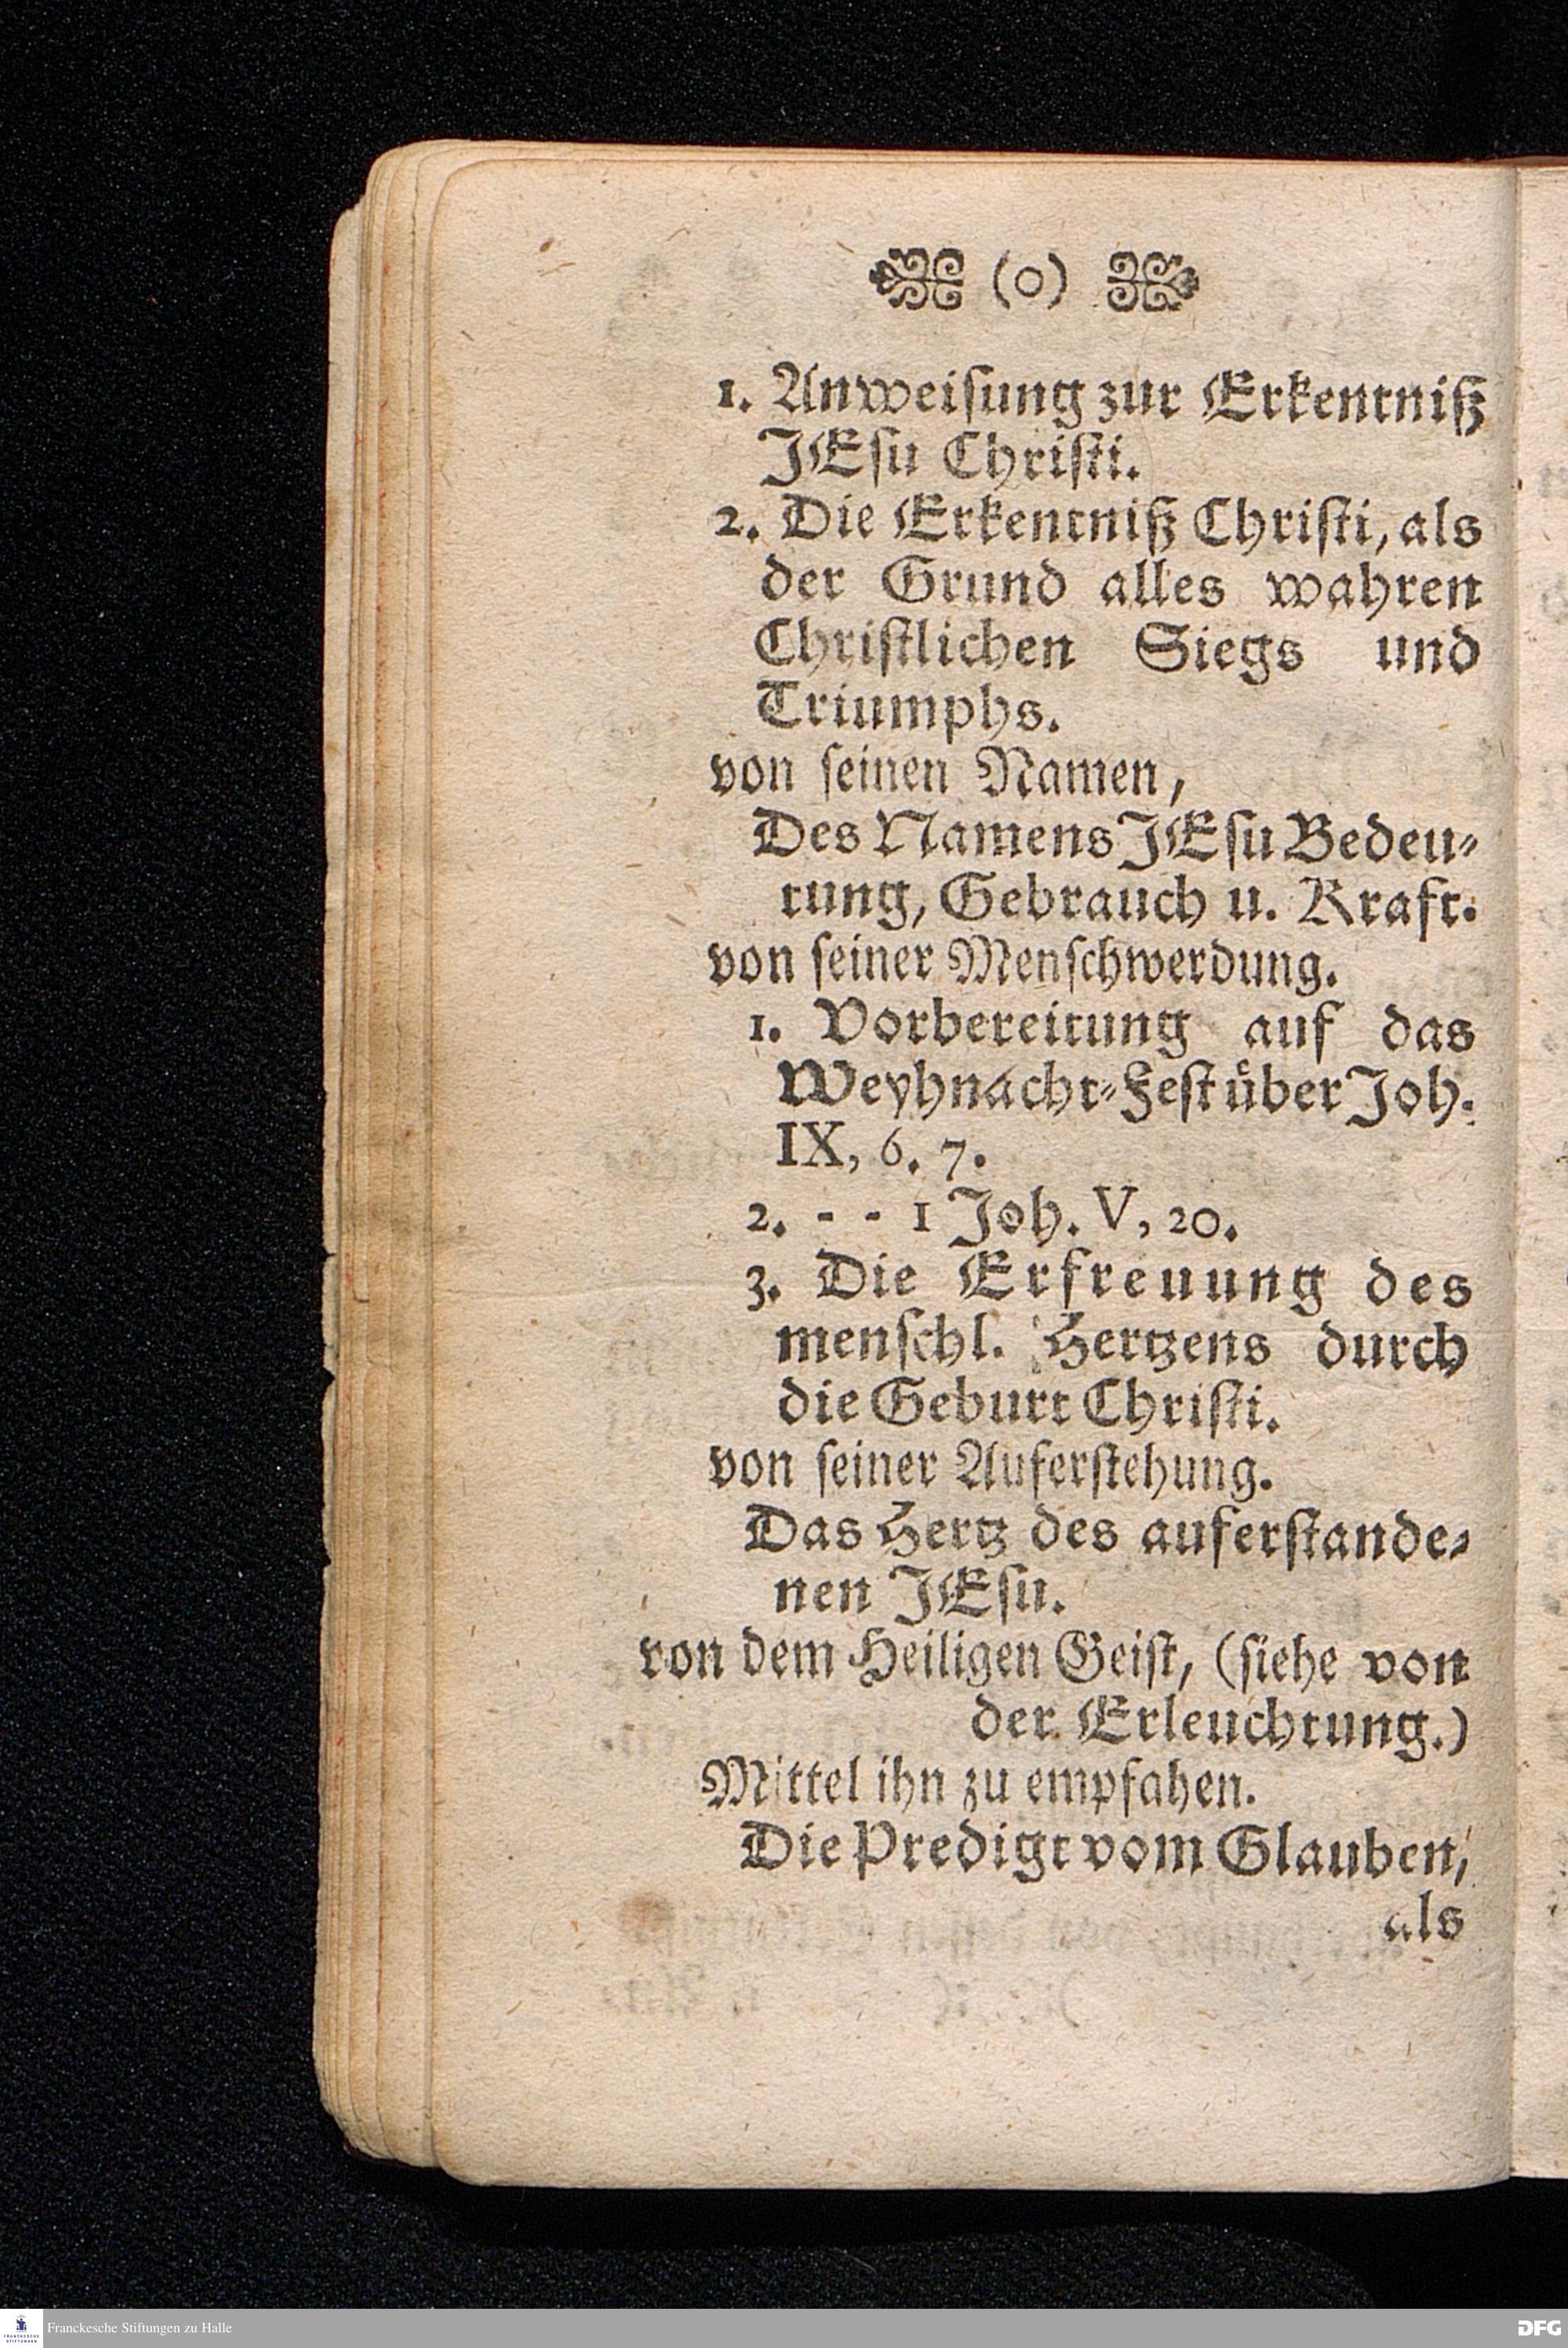 (o)
1. Anweiſung zur Erkentniß
JEſu Chriſti.
2. Die Erkentniß Chriſti, als
der Grund alles wahren
Chriſtlichen Siegs und
Triumphs.
von ſeinen Namen,
Des Namens JEſu Bedeu⸗
tung, Gebrauch u. Kraft.
von ſeiner Menſchwerdung.
1. Vorbereitung auf das
Weyhnacht⸗Feſt uͤber Joh.
IX, 6. 7.
2. - - 1 Joh. V, 20.
3. Die Erfreuung des
menſchl. Hertzens durch
die Geburt Chriſti.
von ſeiner Auferſtehung.
Das Hertz des auferſtande⸗
nen JEſu.
von dem Heiligen Geiſt, (ſiehe von
der Erleuchtung.)
Mittel ihn zu empfahen.
Die Predigt vom Glauben,
als
Franckesche Stiftungen zu Halle
FRANCKESCHE
STIFTUNGEN
DFG